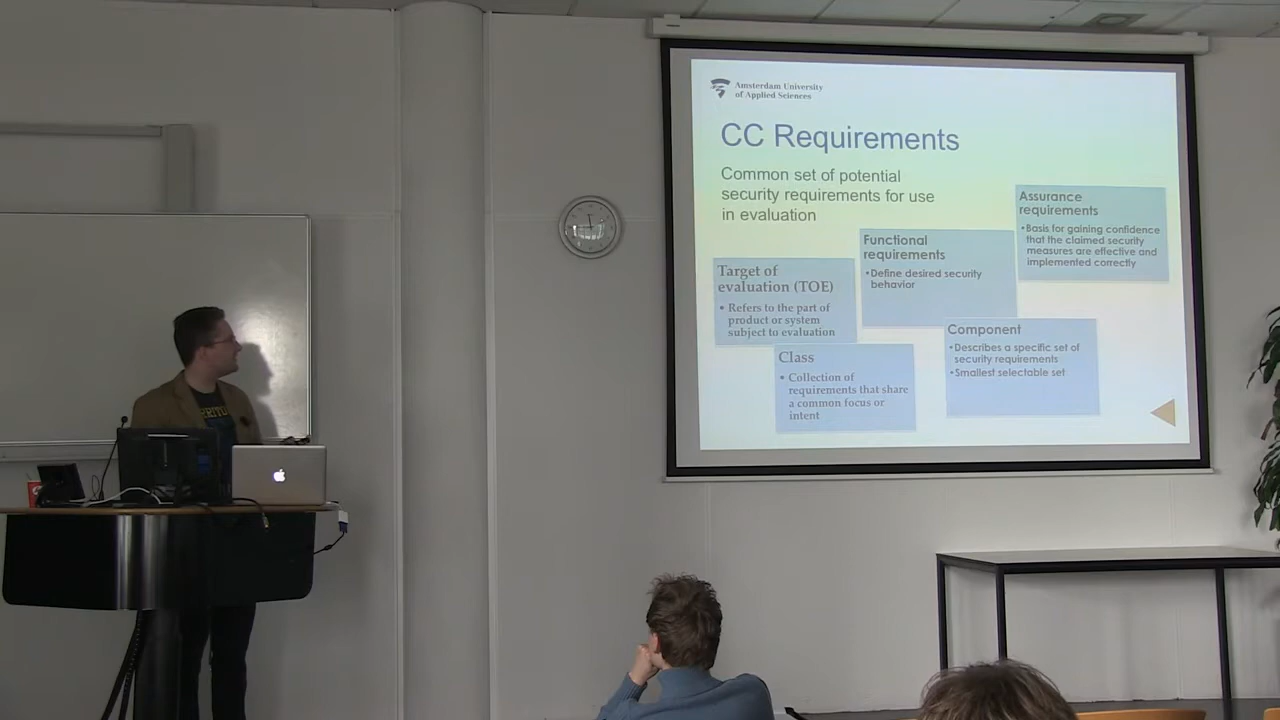 Amsterdam University
of Applied Sciences
CC Requirements
Common set of potential
security requirements for use
in evaluation
Assurance
requirements
•Basis for gaining confidence
that the claimed security
measures are effective and
implemented correctly
Functional
requirements
•Define desired security
behavior
Target of
evaluation (TOE)
• Refers to the part of
product or system
subject to evaluation
Component
•Describes a specific set of
security requirements
•Smallest selectable set
Class
• Collection of
requirements that share
a common focus or
intent